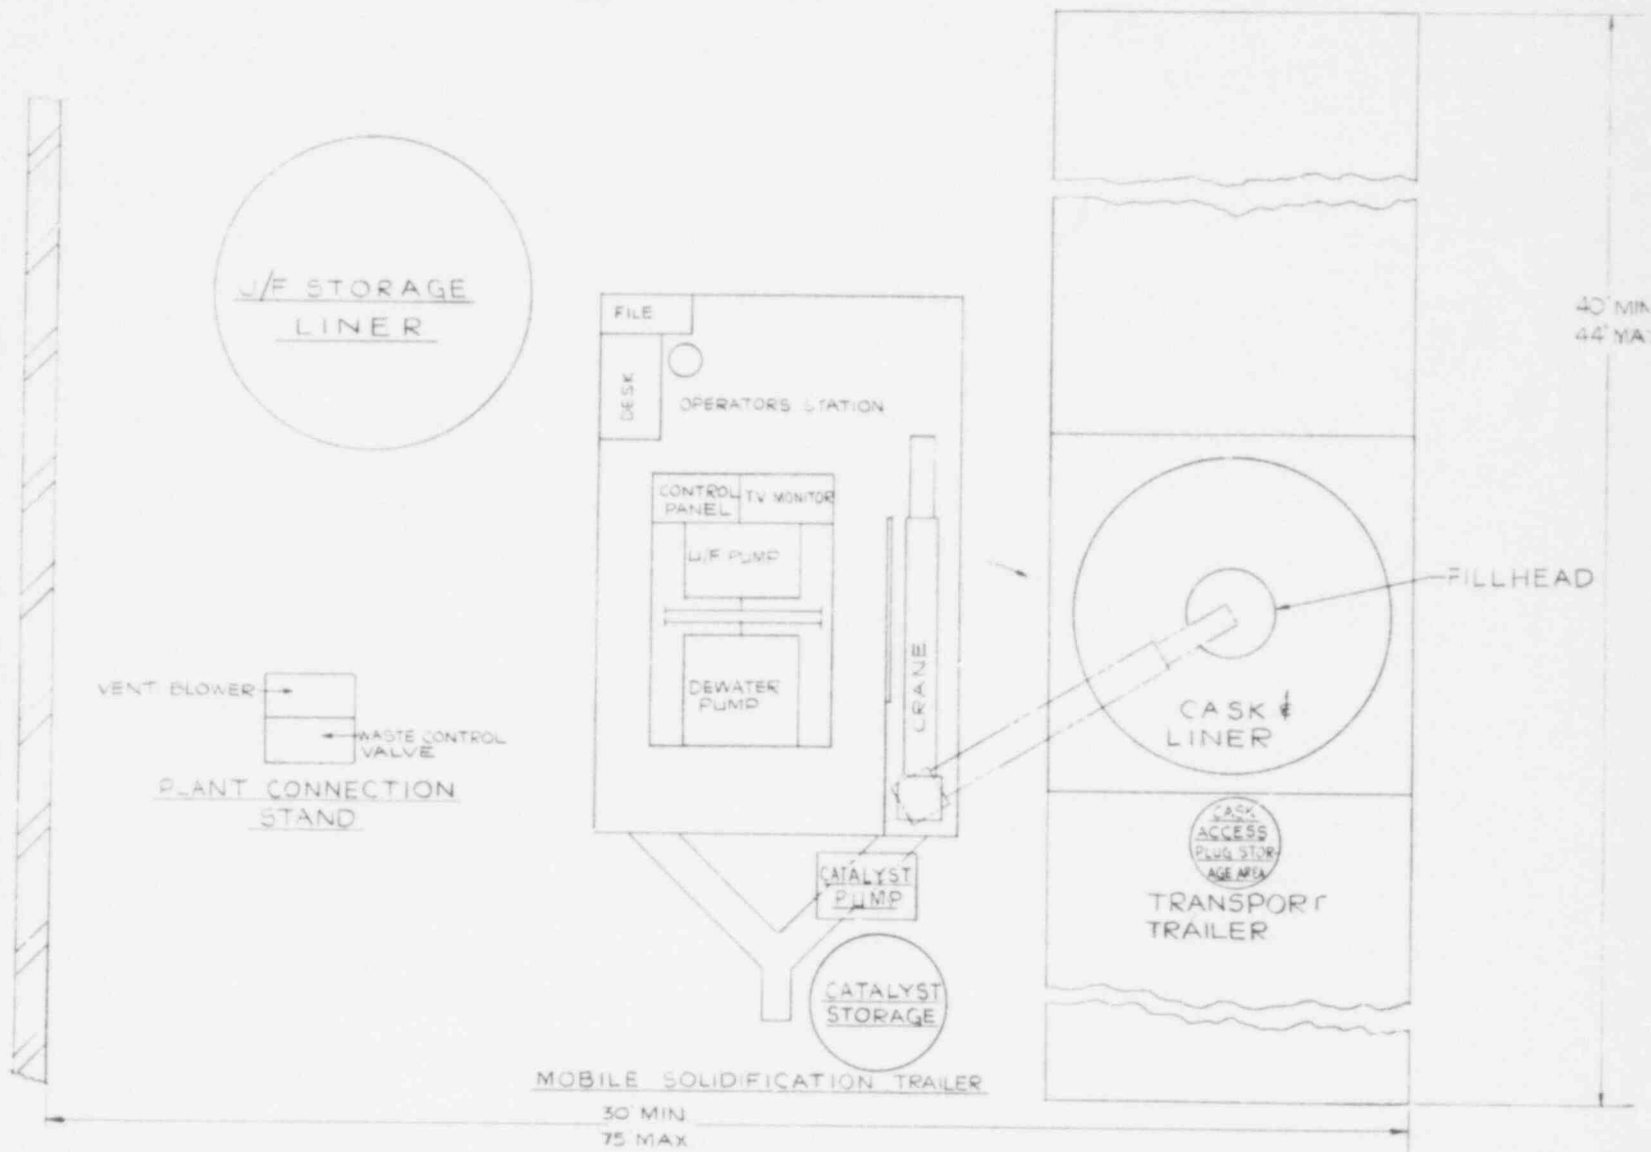 U/F STORAGE
LINER
FILE
DESK
OPERATORS STATION
CONTROL
PANEL
TV MONITOR
U/F PUMP
DEWATER
PUMP
CRANE
VENT BLOWER
WASTE CONTROL
VALVE
PLANT CONNECTION
STAND
CATALYST
PUMP
CATALYST
STORAGE
MOBILE SOLIDIFICATION TRAILER
30' MIN
75 MAX
40' MIN
44' MA
FILLHEAD
CASK &
LINER
CASK
ACCESS
PLUG STOR-
AGE AREA
TRANSPORT
TRAILER